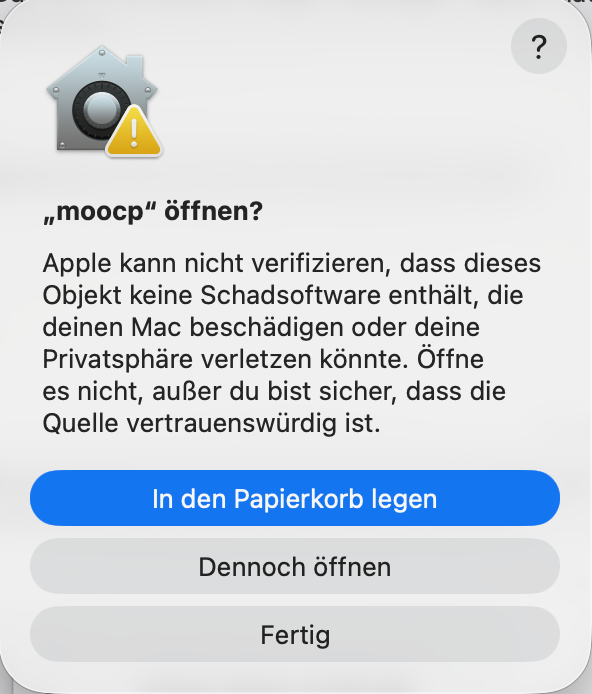 ?
„moocp“ öffnen?
Apple kann nicht verifizieren, dass dieses
Objekt keine Schadsoftware enthält, die
deinen Mac beschädigen oder deine
Privatsphäre verletzen könnte. Öffne
es nicht, außer du bist sicher, dass die
Quelle vertrauenswürdig ist.
In den Papierkorb legen
Dennoch öffnen
Fertig